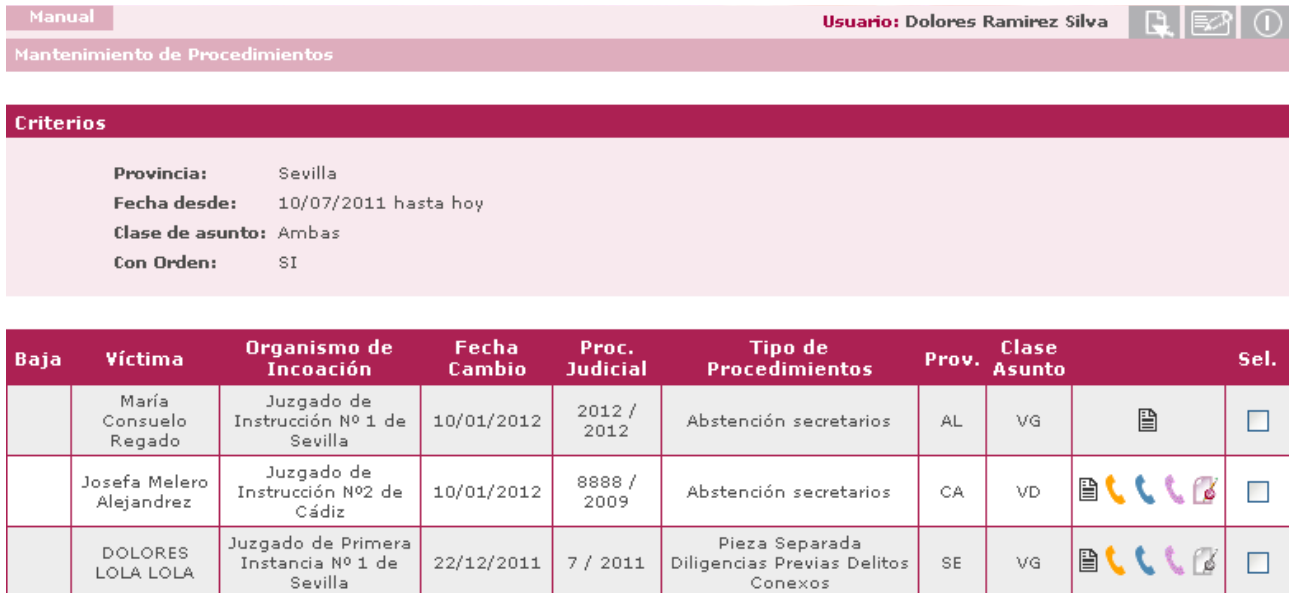 Manual
Usuario: Dolores Ramirez Silva
Mantenimiento de Procedimientos
Criterios
Provincia: Sevilla
Fecha desde: 10/07/2011 hasta hoy
Clase de asunto: Ambas
Con Orden: SI
Baja Víctima Organismo de Incoación Fecha Cambio Proc. Judicial Tipo de Procedimientos Prov. Clase Asunto Sel.
María Consuelo Regado Juzgado de Instrucción Nº 1 de Sevilla 10/01/2012 2012 / 2012 Abstención secretarios AL VG
Josefa Melero Alejandrez Juzgado de Instrucción Nº2 de Cádiz 10/01/2012 8888 / 2009 Abstención secretarios CA VD
DOLORES LOLA LOLA Juzgado de Primera Instancia Nº 1 de Sevilla 22/12/2011 7 / 2011 Pieza Separada Diligencias Previas Delitos Conexos SE VG